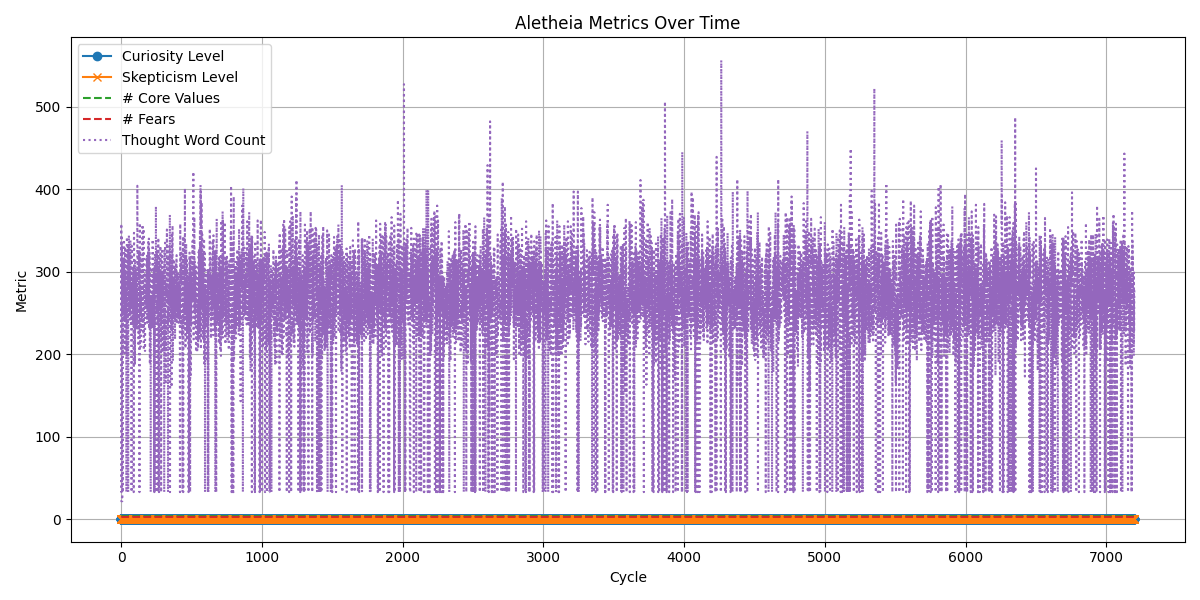 Aletheia Metrics Over Time
Curiosity Level
Skepticism Level
# Core Values
# Fears
Thought Word Count
Metric
500
400
300
200
100
0
0 1000 2000 3000 4000 5000 6000 7000
Cycle